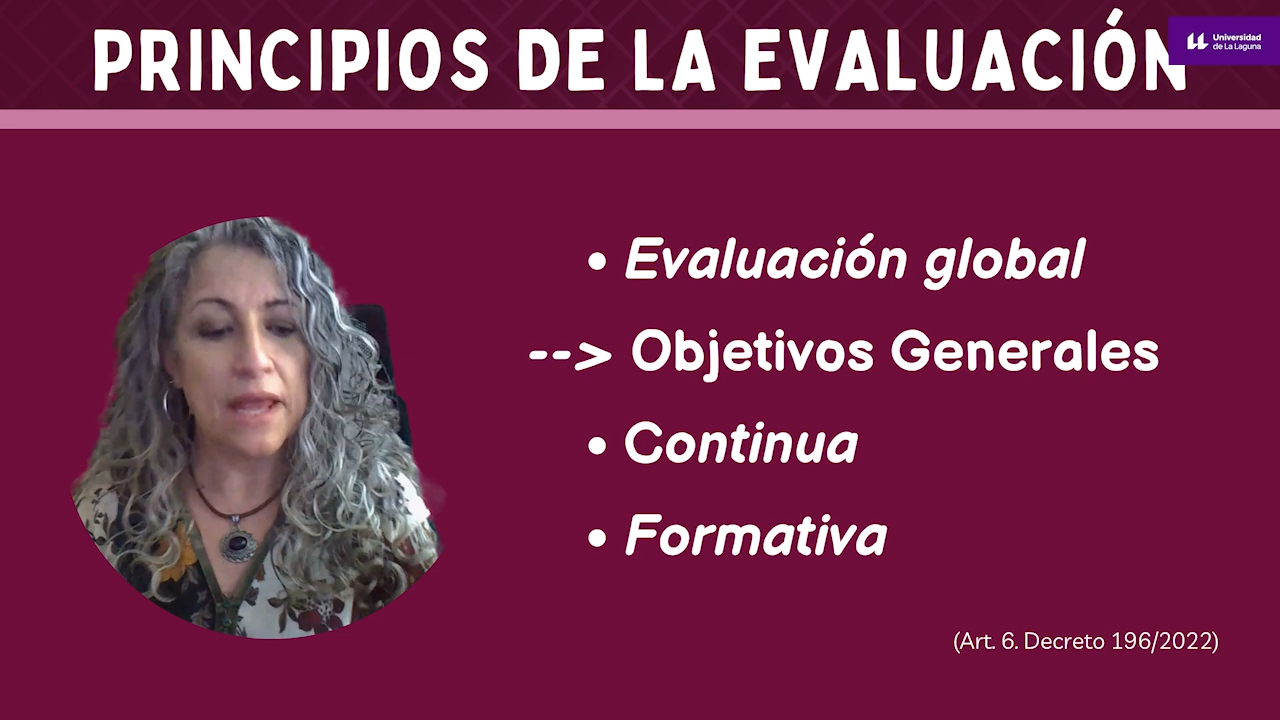 PRINCIPIOS DE LA EVALUACIÓN
Universidad
de La Laguna
• Evaluación global
--> Objetivos Generales
• Continua
• Formativa
(Art. 6. Decreto 196/2022)